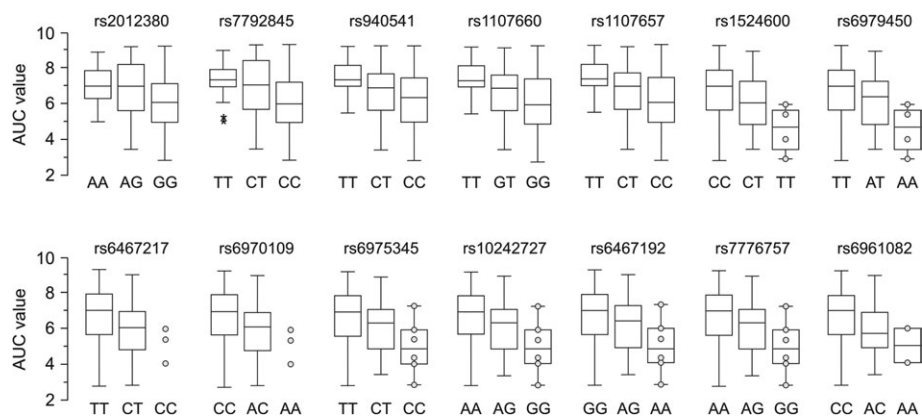 rs2012380 rs7792845 rs940541 rs1107660 rs1107657 rs1524600 rs6979450
10
8
6
4
2
AUC value
AA AG GG TT CT CC TT CT CC TT GT GG TT CT CC CC CT TT TT AT AA
rs6467217 rs6970109 rs6975345 rs10242727 rs6467192 rs7776757 rs6961082
10
8
6
4
2
AUC value
TT CT CC CC AC AA TT CT CC AA AG GG GG AG AA AA AG GG CC AC AA